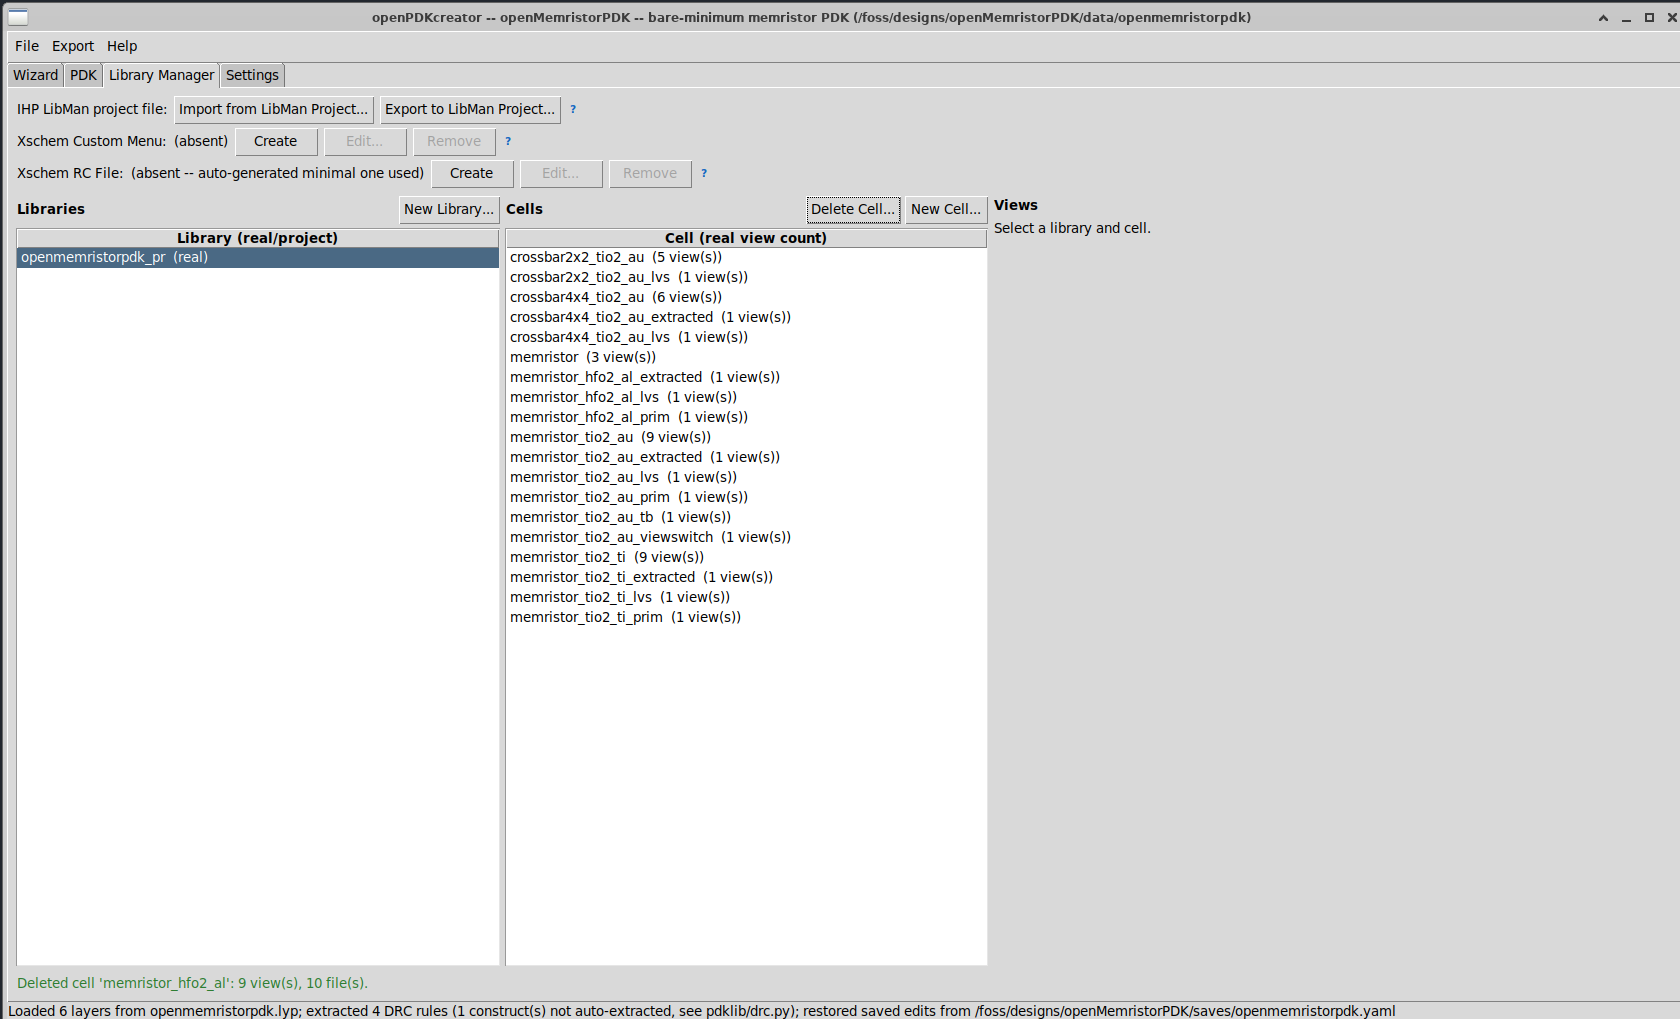 openPDKcreator -- openMemristorPDK -- bare-minimum memristor PDK (/foss/designs/openMemristorPDK/data/openmemristorpdk)
File Export Help
Wizard PDK Library Manager Settings
IHP LibMan project file: Import from LibMan Project... Export to LibMan Project... ?
Xschem Custom Menu: (absent) Create Edit... Remove ?
Xschem RC File: (absent -- auto-generated minimal one used) Create Edit... Remove ?
Libraries New Library... Cells Delete Cell... New Cell... Views
Select a library and cell.
Library (real/project)
openmemristorpdk_pr (real)
Cell (real view count)
crossbar2x2_tio2_au (5 view(s))
crossbar2x2_tio2_au_lvs (1 view(s))
crossbar4x4_tio2_au (6 view(s))
crossbar4x4_tio2_au_extracted (1 view(s))
crossbar4x4_tio2_au_lvs (1 view(s))
memristor (3 view(s))
memristor_hfo2_al_extracted (1 view(s))
memristor_hfo2_al_lvs (1 view(s))
memristor_hfo2_al_prim (1 view(s))
memristor_tio2_au (9 view(s))
memristor_tio2_au_extracted (1 view(s))
memristor_tio2_au_lvs (1 view(s))
memristor_tio2_au_prim (1 view(s))
memristor_tio2_au_tb (1 view(s))
memristor_tio2_au_viewswitch (1 view(s))
memristor_tio2_ti (9 view(s))
memristor_tio2_ti_extracted (1 view(s))
memristor_tio2_ti_lvs (1 view(s))
memristor_tio2_ti_prim (1 view(s))
Deleted cell 'memristor_hfo2_al': 9 view(s), 10 file(s).
Loaded 6 layers from openmemristorpdk.lyp; extracted 4 DRC rules (1 construct(s) not auto-extracted, see pdklib/drc.py); restored saved edits from /foss/designs/openMemristorPDK/saves/openmemristorpdk.yaml